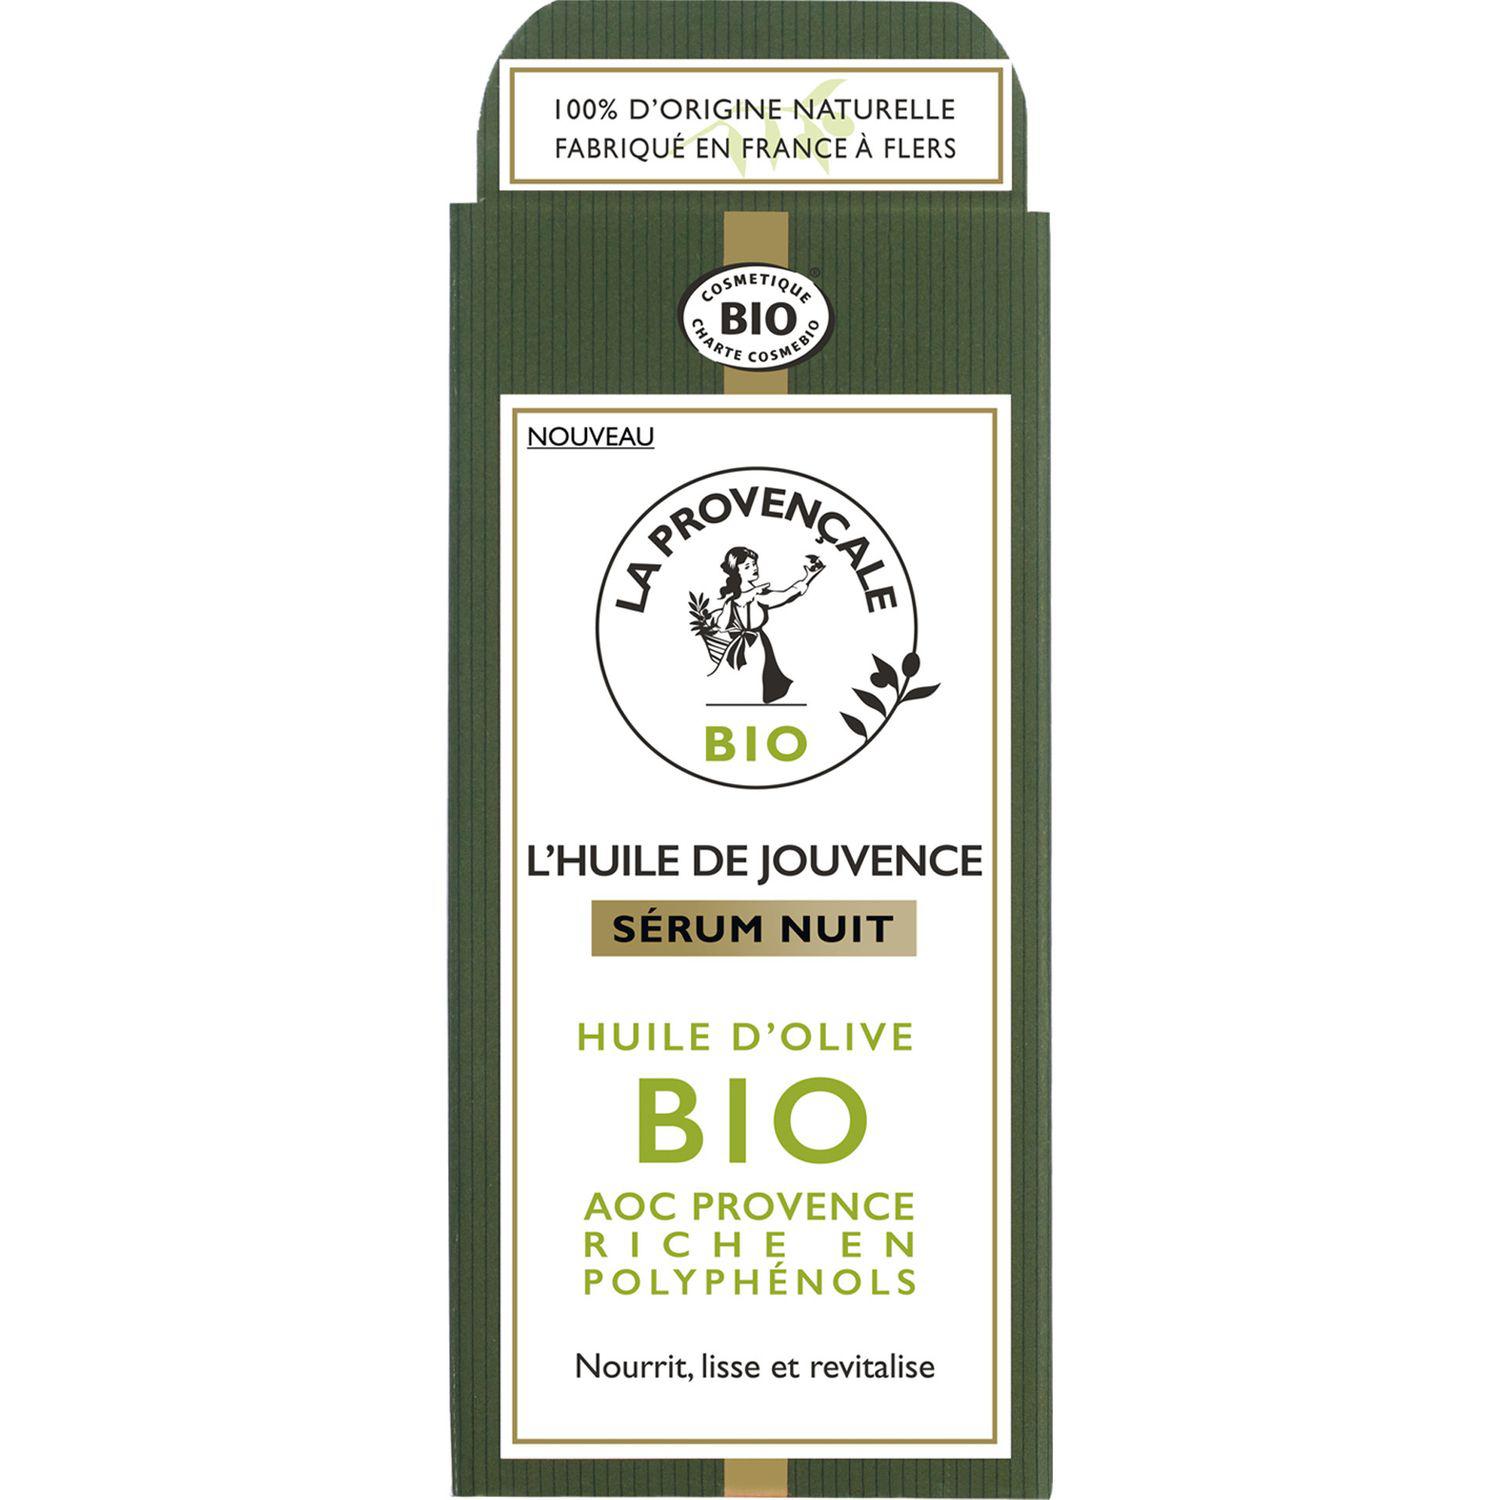 100% D'ORIGINE NATURELLE
FABRIQUÉ EN FRANCE À FLERS
COSMETIQUE
®
BIO
CHARTE COSMEBIO
NOUVEAU
LA PROVENÇALE
BIO
L'HUILE DE JOUVENCE
SÉRUM NUIT
HUILE D'OLIVE
BIO
AOC PROVENCE
RICHE EN
POLYPHÉNOLS
Nourrit, lisse et revitalise